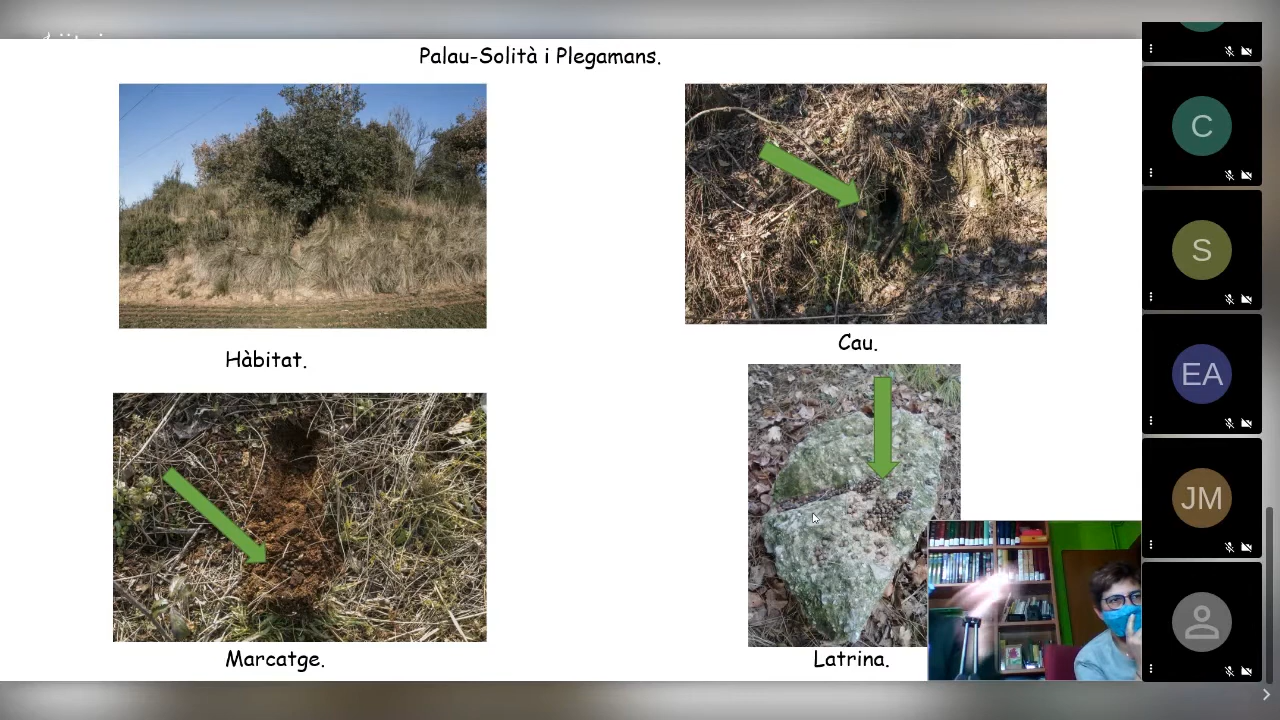 Palau-Solità i Plegamans.
Hàbitat.
Cau.
Marcatge.
Latrina.
C
S
EA
JM